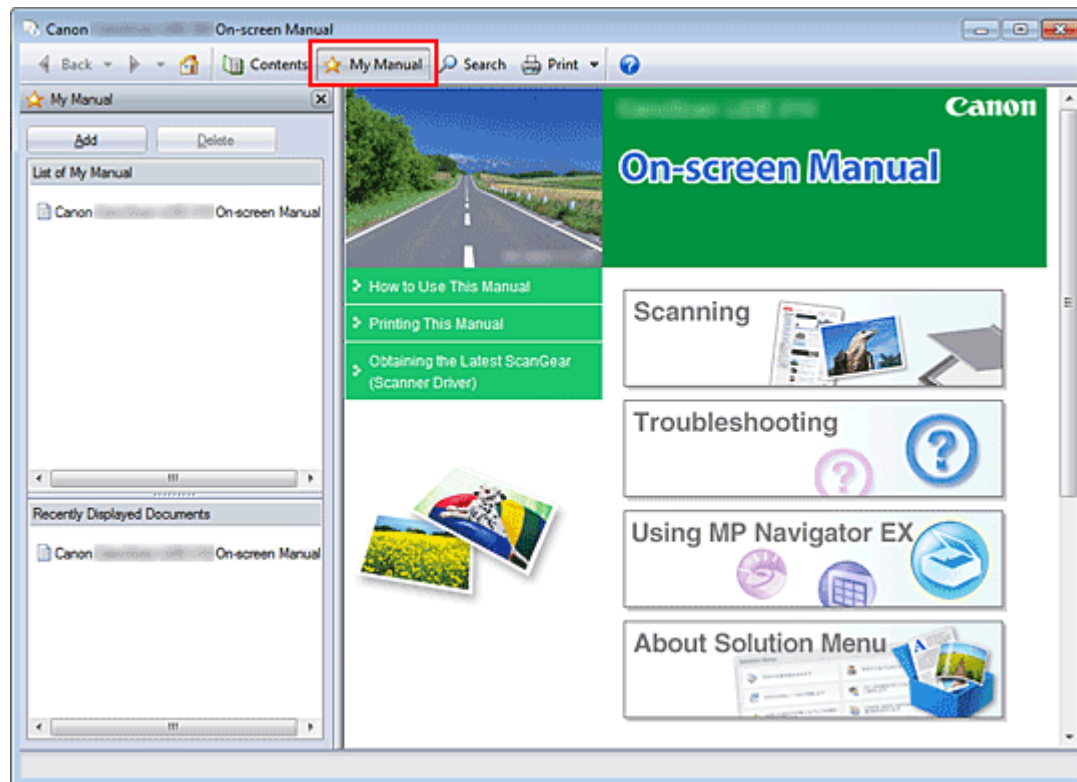 Canon On-screen Manual
Back Contents My Manual Search Print
My Manual
Add Delete
List of My Manual
Canon On-screen Manual
Recently Displayed Documents
Canon On-screen Manual
Canon
On-screen Manual
How to Use This Manual
Printing This Manual
Obtaining the Latest ScanGear
(Scanner Driver)
Scanning
Troubleshooting
Using MP Navigator EX
About Solution Menu